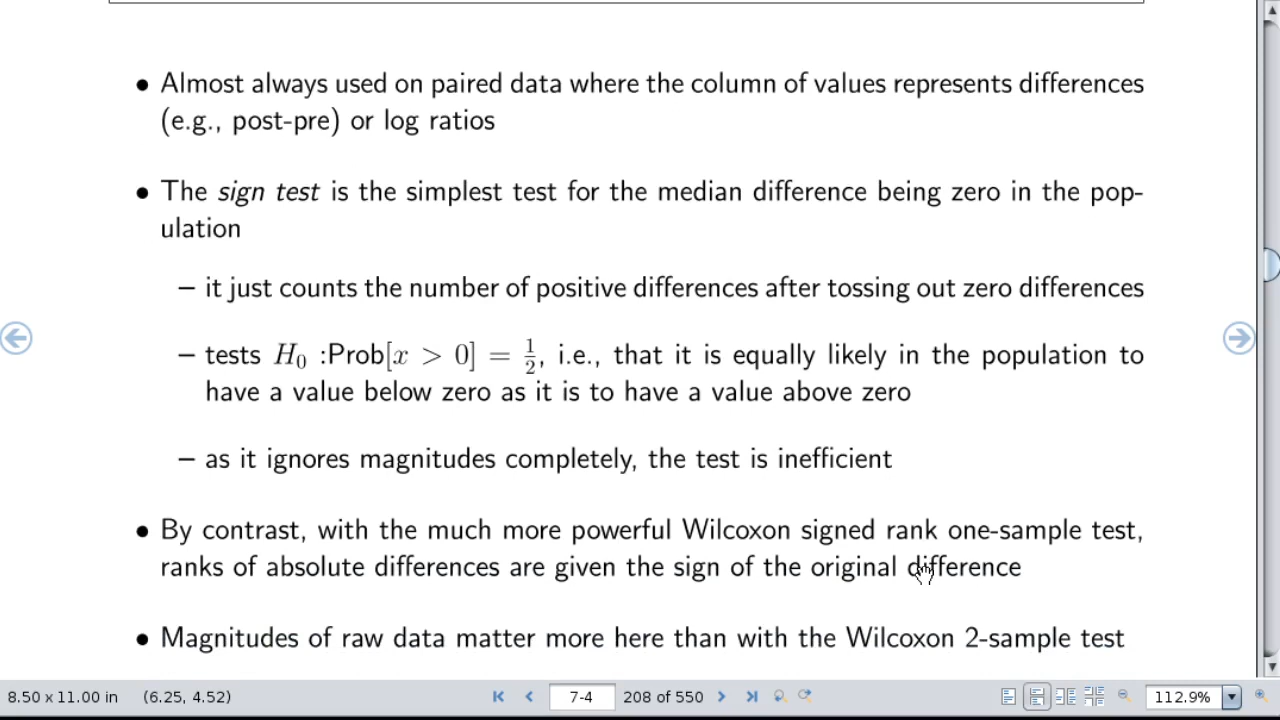 • Almost always used on paired data where the column of values represents differences
(e.g., post-pre) or log ratios
• The sign test is the simplest test for the median difference being zero in the pop-
ulation
– it just counts the number of positive differences after tossing out zero differences
– tests H₀ :Prob[x > 0] = 1/2, i.e., that it is equally likely in the population to
have a value below zero as it is to have a value above zero
– as it ignores magnitudes completely, the test is inefficient
• By contrast, with the much more powerful Wilcoxon signed rank one-sample test,
ranks of absolute differences are given the sign of the original difference
• Magnitudes of raw data matter more here than with the Wilcoxon 2-sample test
8.50 x 11.00 in (6.25, 4.52) 7-4 208 of 550 112.9%